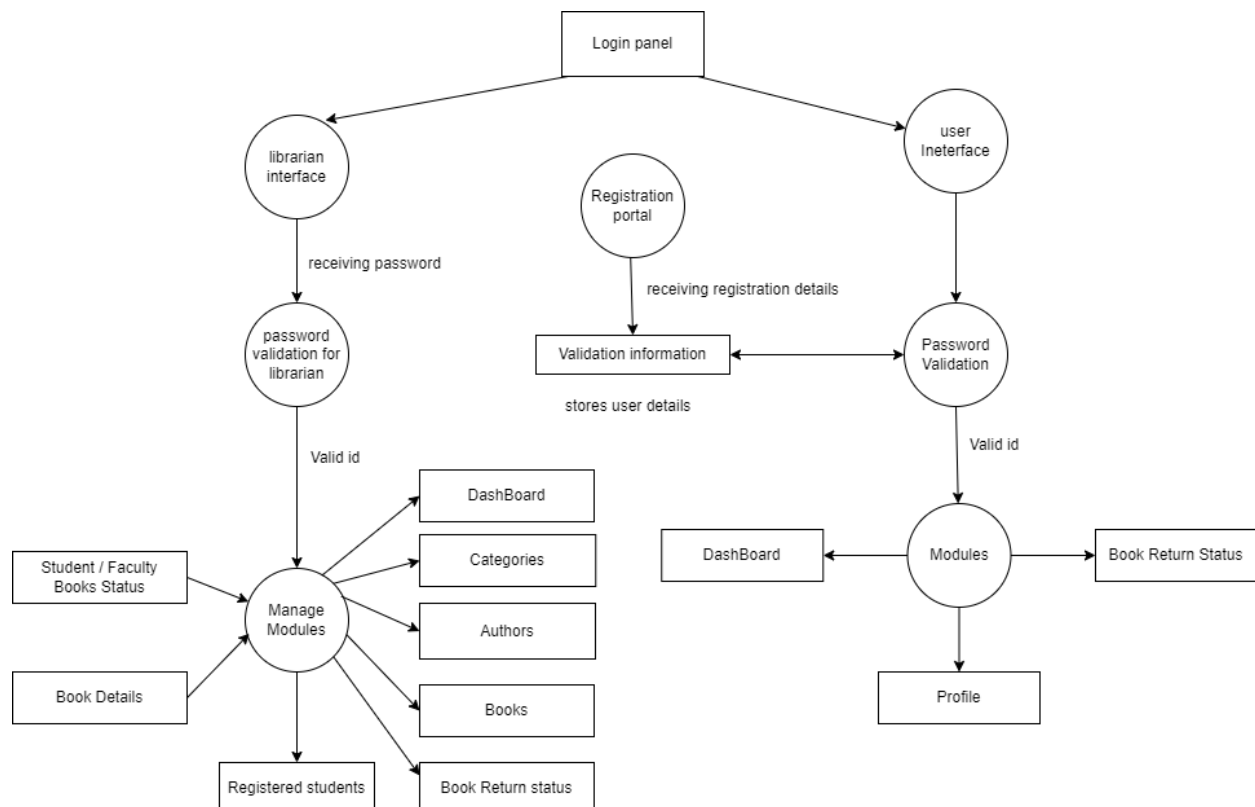 Login panel
user
Ineterface
librarian
interface
Registration
portal
receiving password
receiving registration details
password
validation for
librarian
Validation information
Password
Validation
stores user details
Valid id
Valid id
DashBoard
Student / Faculty
Books Status
Categories
DashBoard
Modules
Book Return Status
Manage
Modules
Authors
Book Details
Books
Profile
Registered students
Book Return status